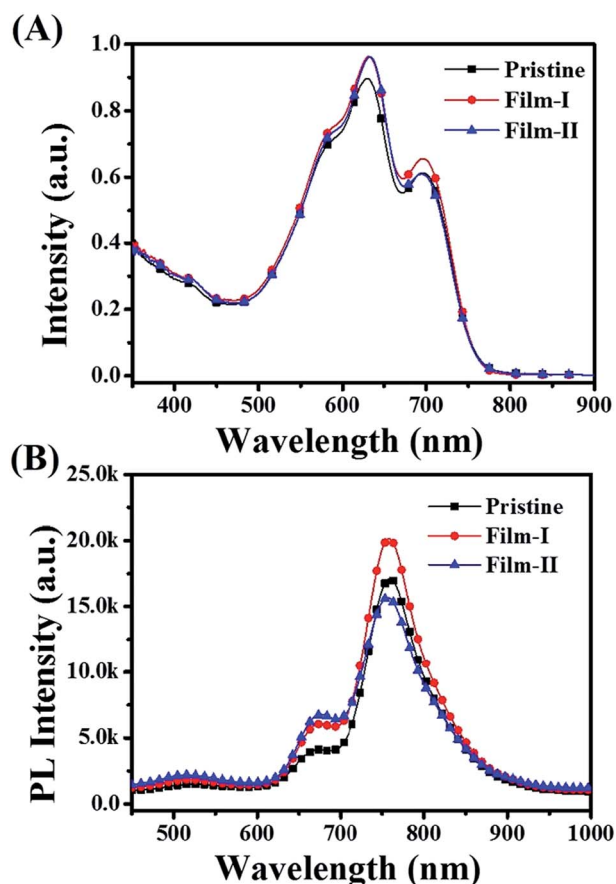 (A)
Intensity (a.u.)
1.0
0.8
0.6
0.4
0.2
0.0
Pristine
Film-I
Film-II
400 500 600 700 800 900
Wavelength (nm)
(B)
PL Intensity (a.u.)
25.0k
20.0k
15.0k
10.0k
5.0k
0.0
Pristine
Film-I
Film-II
500 600 700 800 900 1000
Wavelength (nm)